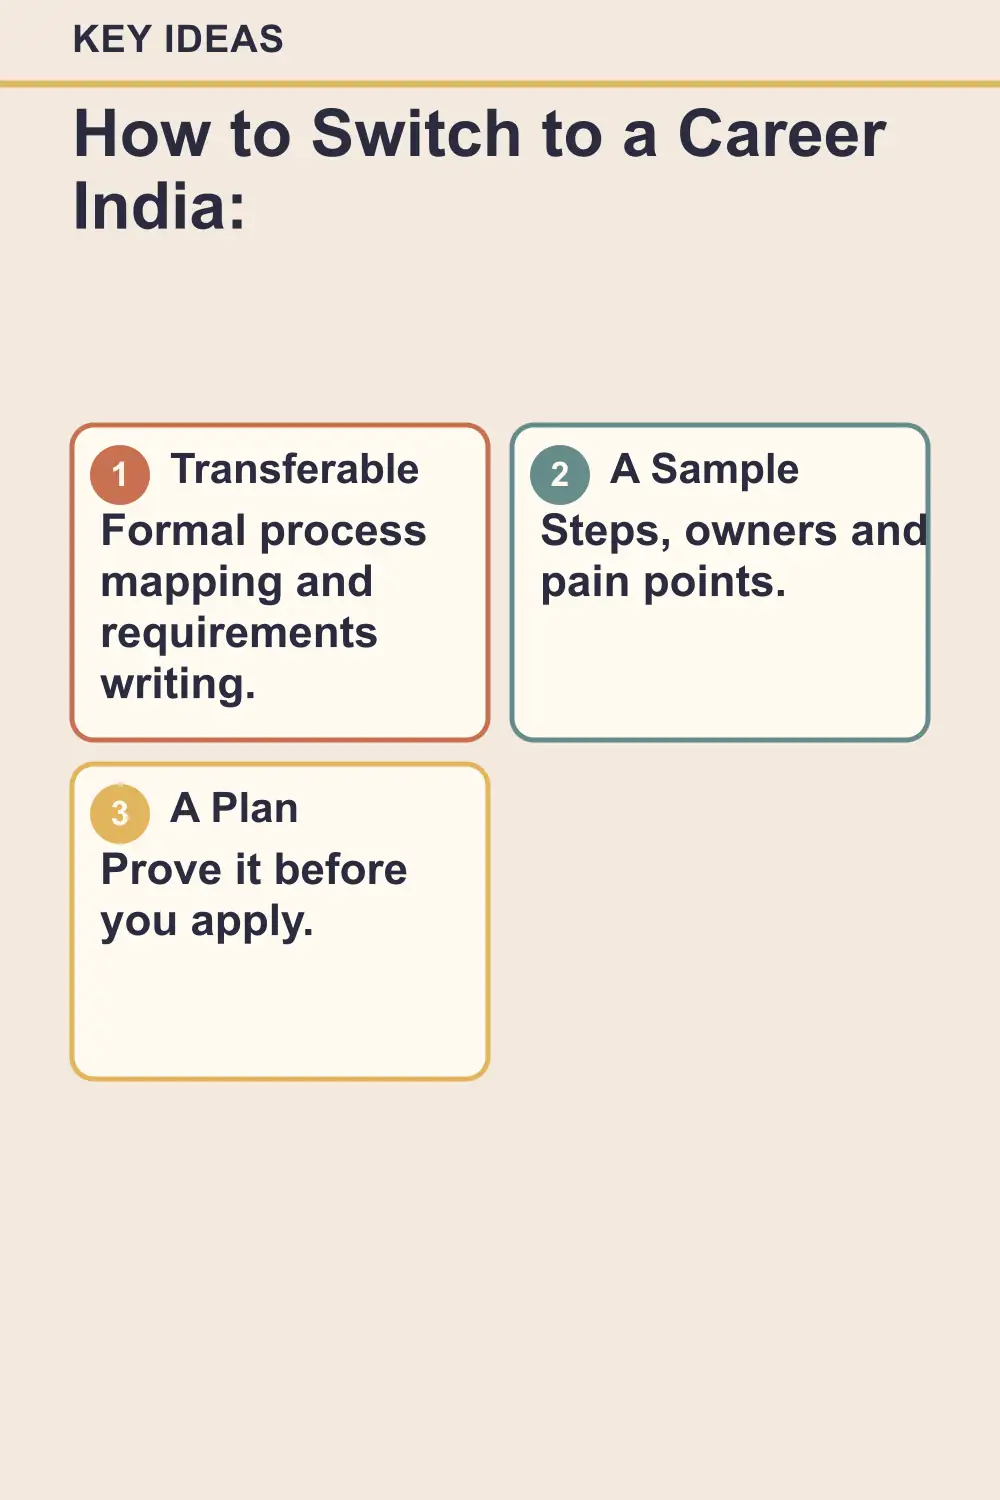 KEY IDEAS
How to Switch to a Career
India:
1 Transferable
Formal process
mapping and
requirements
writing.
2 A Sample
Steps, owners and
pain points.
3 A Plan
Prove it before
you apply.